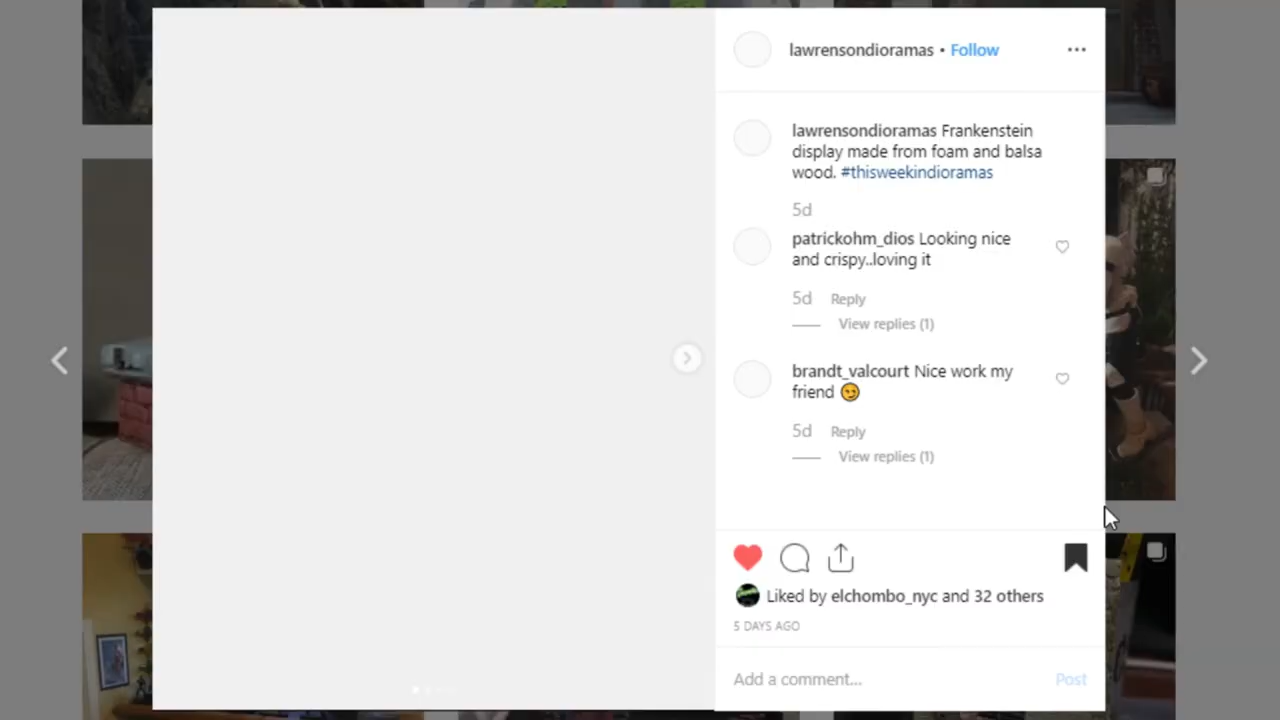 lawrensondioramas • Follow
lawrensondioramas Frankenstein
display made from foam and balsa
wood. #thisweekindioramas
5d
patrickohm_dios Looking nice
and crispy..loving it
5d Reply
View replies (1)
brandt_valcourt Nice work my
friend 😏
5d Reply
View replies (1)
Liked by elchombo_nyc and 32 others
5 DAYS AGO
Add a comment... Post